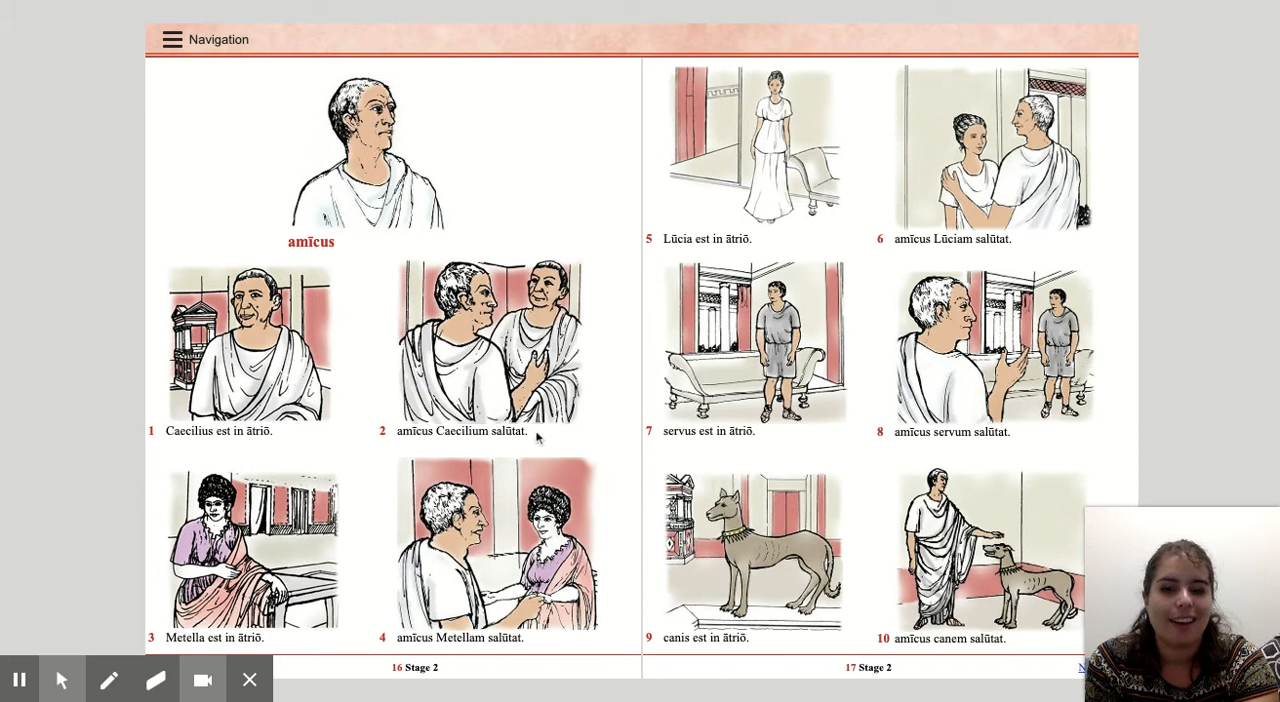 Navigation
amīcus
1 Caecilius est in ātriō.
2 amīcus Caecilium salūtat.
3 Metella est in ātriō.
4 amīcus Metellam salūtat.
16 Stage 2
5 Lūcia est in ātriō.
6 amīcus Lūciam salūtat.
7 servus est in ātriō.
8 amīcus servum salūtat.
9 canis est in ātriō.
10 amīcus canem salūtat.
17 Stage 2